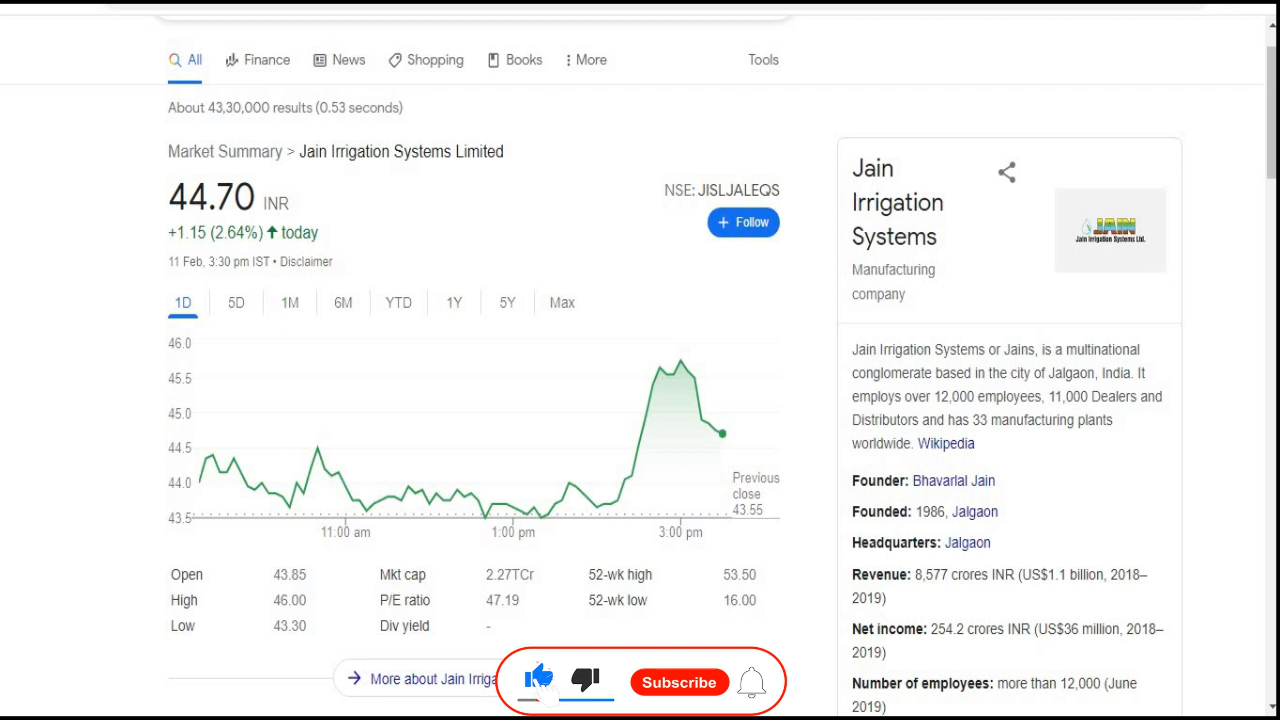 All Finance News Shopping Books More Tools
About 43,30,000 results (0.53 seconds)
Market Summary > Jain Irrigation Systems Limited
44.70 INR
NSE: JISLJALEQS
+1.15 (2.64%) ↑ today
+ Follow
11 Feb, 3:30 pm IST • Disclaimer
1D 5D 1M 6M YTD 1Y 5Y Max
46.0
45.5
45.0
44.5
44.0
43.5
Previous
close
43.55
11:00 am 1:00 pm 3:00 pm
Open 43.85 Mkt cap 2.27TCr 52-wk high 53.50
High 46.00 P/E ratio 47.19 52-wk low 16.00
Low 43.30 Div yield -
→ More about Jain Irriga
Subscribe
Jain
Irrigation
Systems
Manufacturing
company
JAIN
Jain Irrigation Systems Ltd.
Jain Irrigation Systems or Jains, is a multinational
conglomerate based in the city of Jalgaon, India. It
employs over 12,000 employees, 11,000 Dealers and
Distributors and has 33 manufacturing plants
worldwide. Wikipedia
Founder: Bhavarlal Jain
Founded: 1986, Jalgaon
Headquarters: Jalgaon
Revenue: 8,577 crores INR (US$1.1 billion, 2018–
2019)
Net income: 254.2 crores INR (US$36 million, 2018–
2019)
Number of employees: more than 12,000 (June
2019)